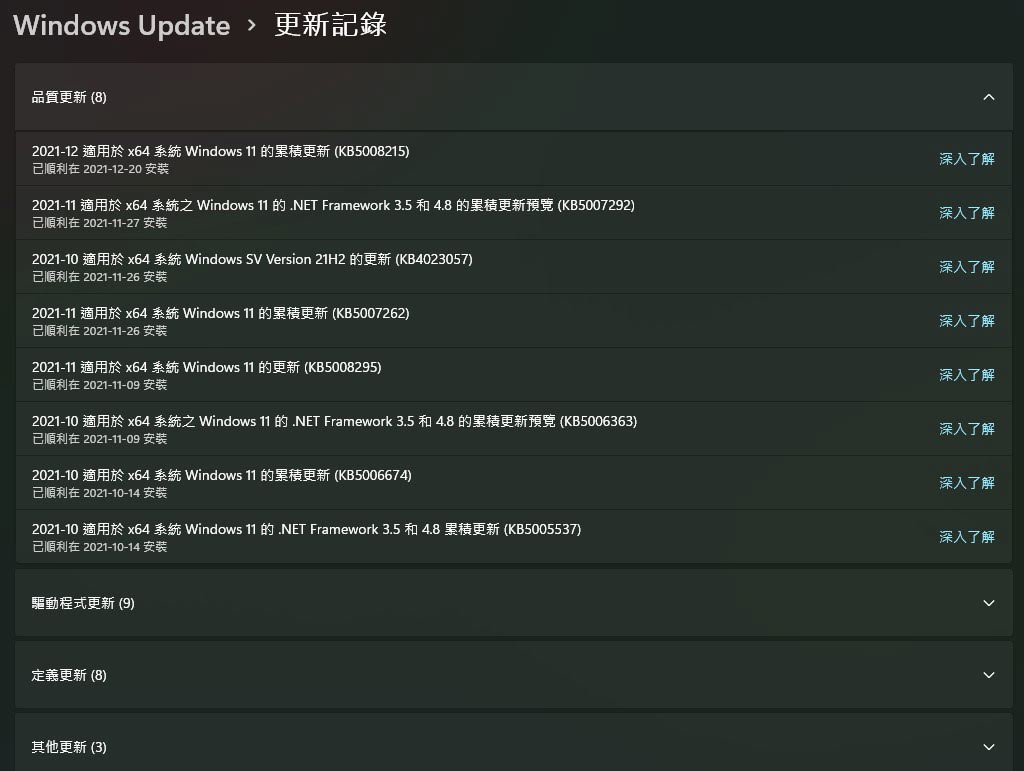 Windows Update > 更新記錄
品質更新 (8)
2021-12 適用於 x64 系統 Windows 11 的累積更新 (KB5008215)
已順利在 2021-12-20 安裝
深入了解
2021-11 適用於 x64 系統之 Windows 11 的 .NET Framework 3.5 和 4.8 的累積更新預覽 (KB5007292)
已順利在 2021-11-27 安裝
深入了解
2021-10 適用於 x64 系統 Windows SV Version 21H2 的更新 (KB4023057)
已順利在 2021-11-26 安裝
深入了解
2021-11 適用於 x64 系統 Windows 11 的累積更新 (KB5007262)
已順利在 2021-11-26 安裝
深入了解
2021-11 適用於 x64 系統 Windows 11 的更新 (KB5008295)
已順利在 2021-11-09 安裝
深入了解
2021-10 適用於 x64 系統之 Windows 11 的 .NET Framework 3.5 和 4.8 的累積更新預覽 (KB5006363)
已順利在 2021-11-09 安裝
深入了解
2021-10 適用於 x64 系統 Windows 11 的累積更新 (KB5006674)
已順利在 2021-10-14 安裝
深入了解
2021-10 適用於 x64 系統 Windows 11 的 .NET Framework 3.5 和 4.8 累積更新 (KB5005537)
已順利在 2021-10-14 安裝
深入了解
驅動程式更新 (9)
定義更新 (8)
其他更新 (3)